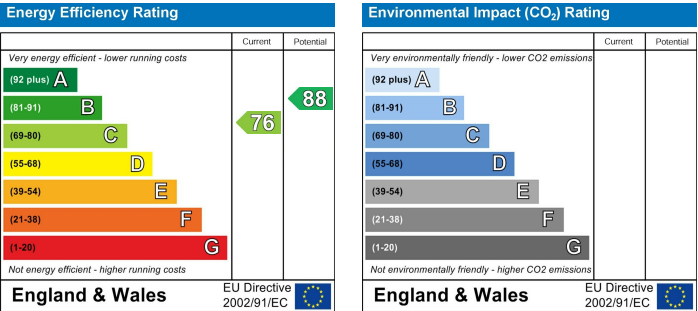 Energy Efficiency Rating
Current Potential
Very energy efficient - lower running costs
(92 plus) A
(81-91) B
(69-80) C
(55-68) D
(39-54) E
(21-38) F
(1-20) G
76
88
Not energy efficient - higher running costs
England & Wales
EU Directive
2002/91/EC
Environmental Impact (CO₂) Rating
Current Potential
Very environmentally friendly - lower CO2 emissions
(92 plus) A
(81-91) B
(69-80) C
(55-68) D
(39-54) E
(21-38) F
(1-20) G
Not environmentally friendly - higher CO2 emissions
England & Wales
EU Directive
2002/91/EC